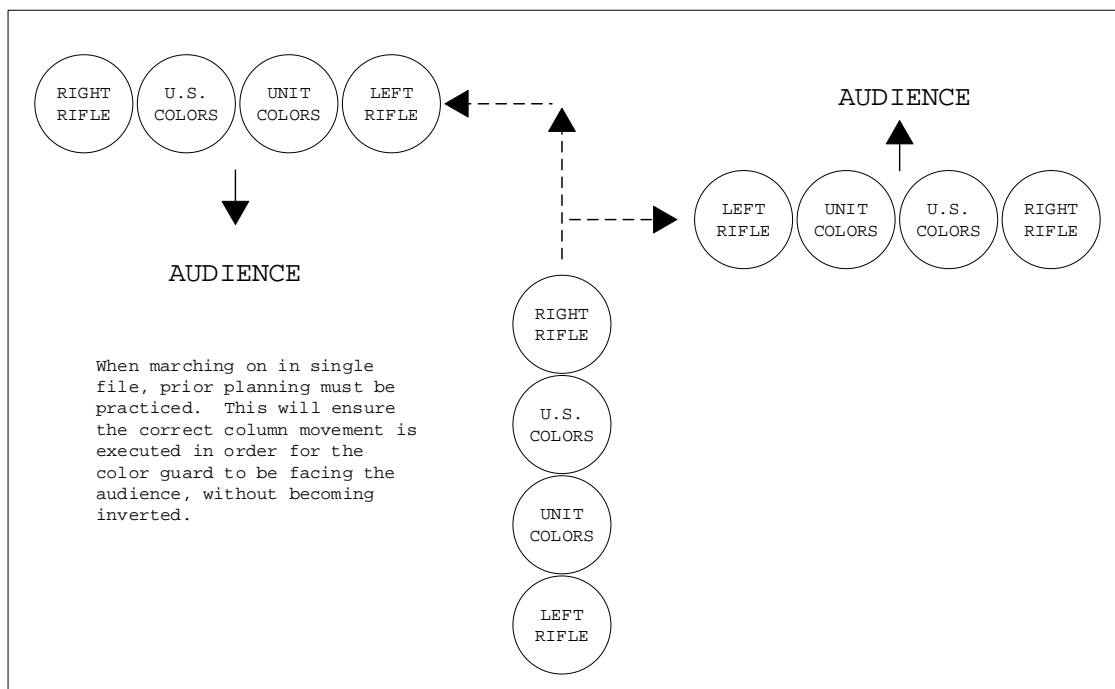 RIGHT
RIFLE
U.S.
COLORS
UNIT
COLORS
LEFT
RIFLE
AUDIENCE
AUDIENCE
LEFT
RIFLE
UNIT
COLORS
U.S.
COLORS
RIGHT
RIFLE
When marching on in single
file, prior planning must be
practiced.  This will ensure
the correct column movement is
executed in order for the
color guard to be facing the
audience, without becoming
inverted.
RIGHT
RIFLE
U.S.
COLORS
UNIT
COLORS
LEFT
RIFLE